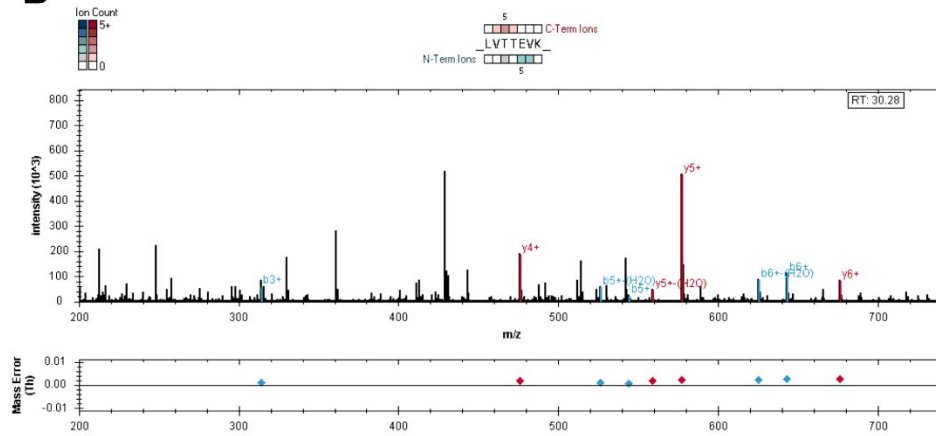 Ion Count
5+
0
5
C-Term Ions
_LVTTEVK_
N-Term Ions
5
RT: 30.28
800
700
600
500
400
300
200
100
0
intensity (10^3)
y5+
y4+
b3+
b5+-(H2O)
b5+
y5+-(H2O)
b6+
b6+-(H2O)
y6+
200 300 400 500 600 700
m/z
0.01
0.00
-0.01
Mass Error
(Th)
200 300 400 500 600 700